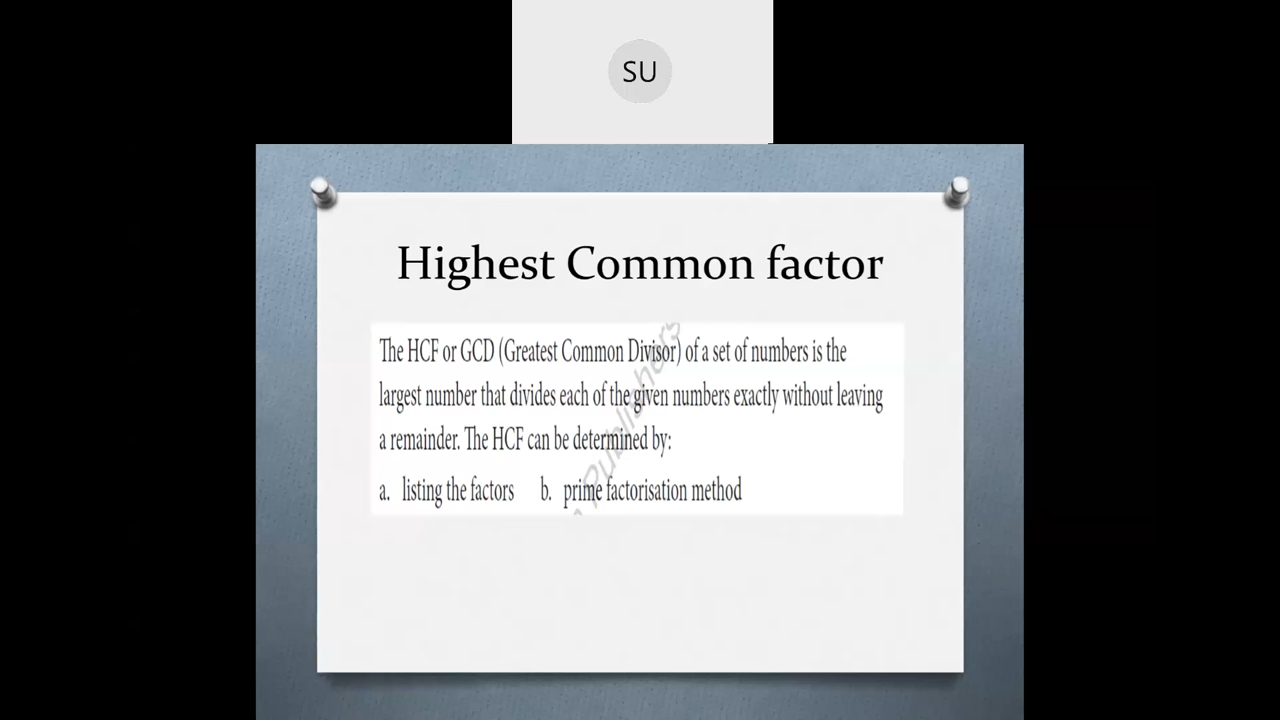 SU
Highest Common factor
The HCF or GCD (Greatest Common Divisor) of a set of numbers is the
largest number that divides each of the given numbers exactly without leaving
a remainder. The HCF can be determined by:
a. listing the factors b. prime factorisation method
Publishers